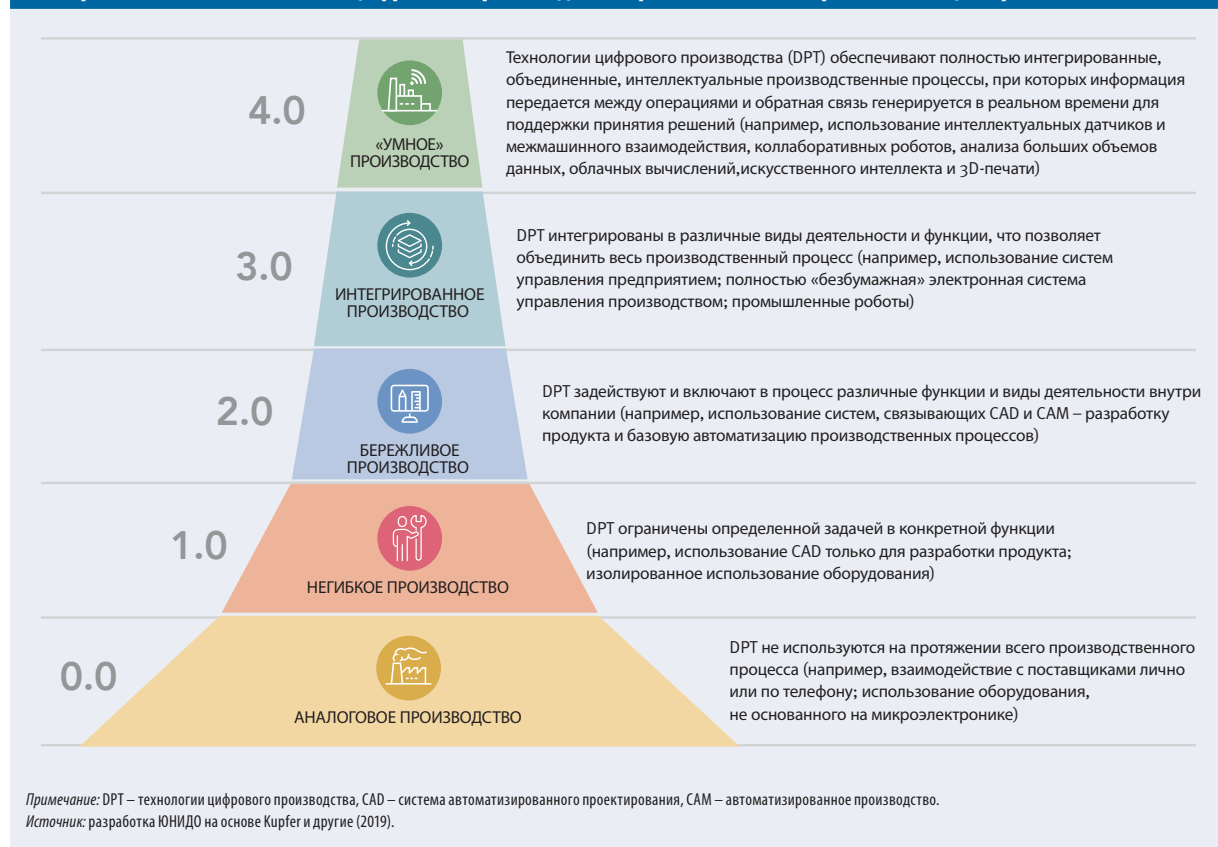 4.0
«УМНОЕ»
ПРОИЗВОДСТВО
Технологии цифрового производства (DPT) обеспечивают полностью интегрированные,
объединенные, интеллектуальные производственные процессы, при которых информация
передается между операциями и обратная связь генерируется в реальном времени для
поддержки принятия решений (например, использование интеллектуальных датчиков и
межмашинного взаимодействия, коллаборативных роботов, анализа больших объемов
данных, облачных вычислений,искусственного интеллекта и 3D-печати)
3.0
ИНТЕГРИРОВАННОЕ
ПРОИЗВОДСТВО
DPT интегрированы в различные виды деятельности и функции, что позволяет
объединить весь производственный процесс (например, использование систем
управления предприятием; полностью «безбумажная» электронная система
управления производством; промышленные роботы)
2.0
БЕРЕЖЛИВОЕ
ПРОИЗВОДСТВО
DPT задействуют и включают в процесс различные функции и виды деятельности внутри
компании (например, использование систем, связывающих CAD и CAM – разработку
продукта и базовую автоматизацию производственных процессов)
1.0
НЕГИБКОЕ ПРОИЗВОДСТВО
DPT ограничены определенной задачей в конкретной функции
(например, использование CAD только для разработки продукта;
изолированное использование оборудования)
0.0
АНАЛОГОВОЕ ПРОИЗВОДСТВО
DPT не используются на протяжении всего производственного
процесса (например, взаимодействие с поставщиками лично
или по телефону; использование оборудования,
не основанного на микроэлектронике)
Примечание: DPT – технологии цифрового производства, CAD – система автоматизированного проектирования, CAM – автоматизированное производство.
Источник: разработка ЮНИДО на основе Kupfer и другие (2019).